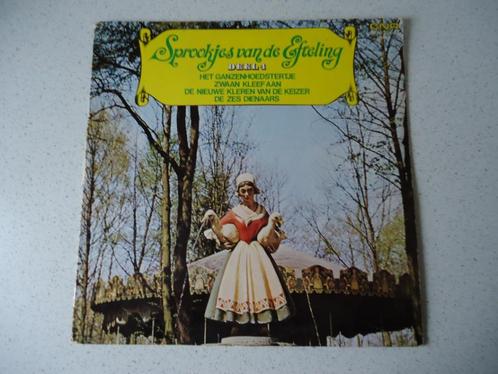 Sprookjes van de Efteling
DEEL 4
HET GANZENHOEDSTERTJE
ZWAAN KLEEF AAN
DE NIEUWE KLEREN VAN DE KEIZER
DE ZES DIENAARS